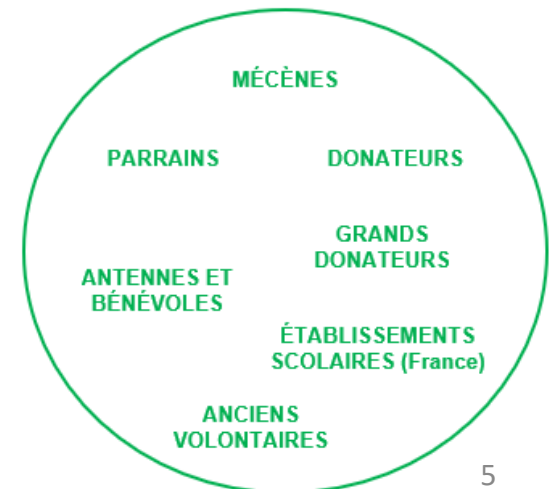 MÉCÈNES
PARRAINS
DONATEURS
GRANDS
DONATEURS
ANTENNES ET
BÉNÉVOLES
ÉTABLISSEMENTS
SCOLAIRES (France)
ANCIENS
VOLONTAIRES
5